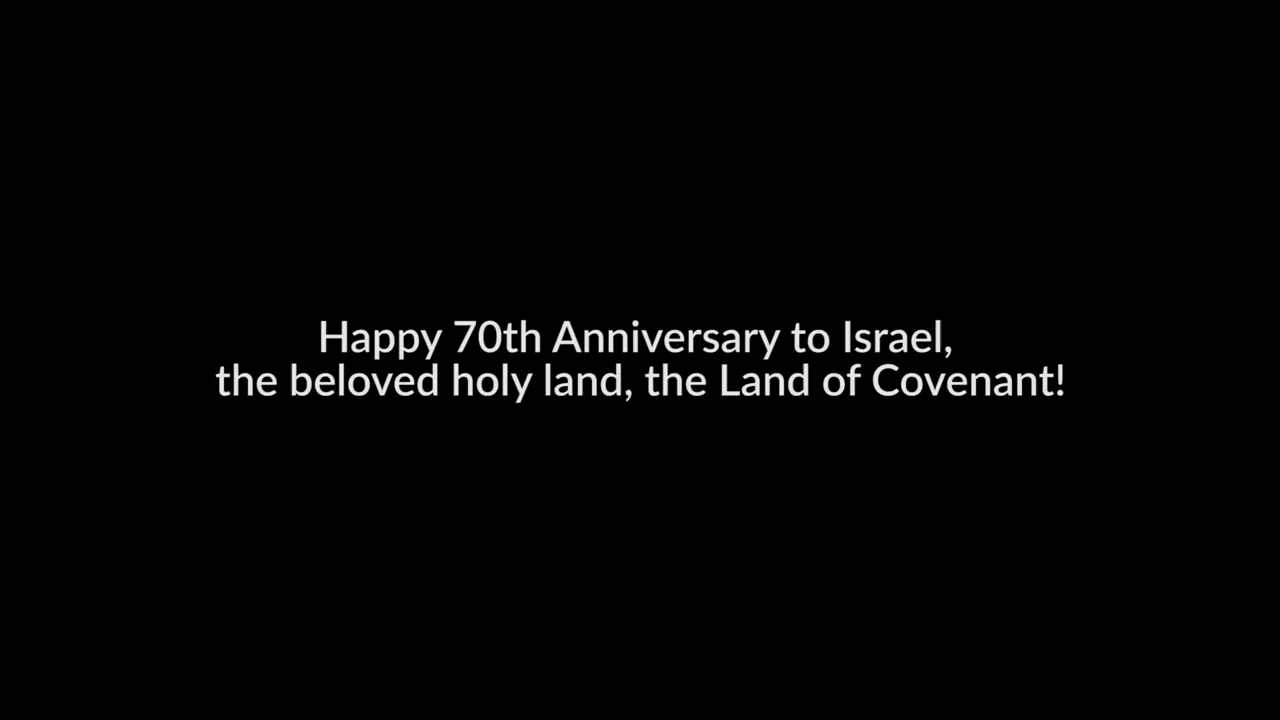 Happy 70th Anniversary to Israel,
the beloved holy land, the Land of Covenant!